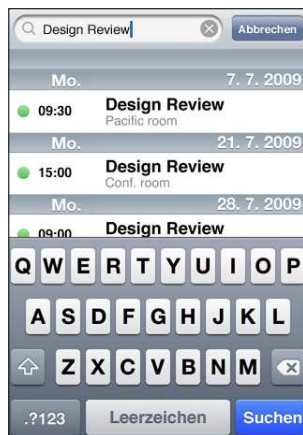 Design Review Abbrechen
Mo. 7. 7. 2009
09:30 Design Review
Pacific room
Mo. 21. 7. 2009
15:00 Design Review
Conf. room
Mo. 28. 7. 2009
09:00 Design Review
Q W E R T Y U I O P
A S D F G H J K L
Z X C V B N M
.?123 Leerzeichen Suchen